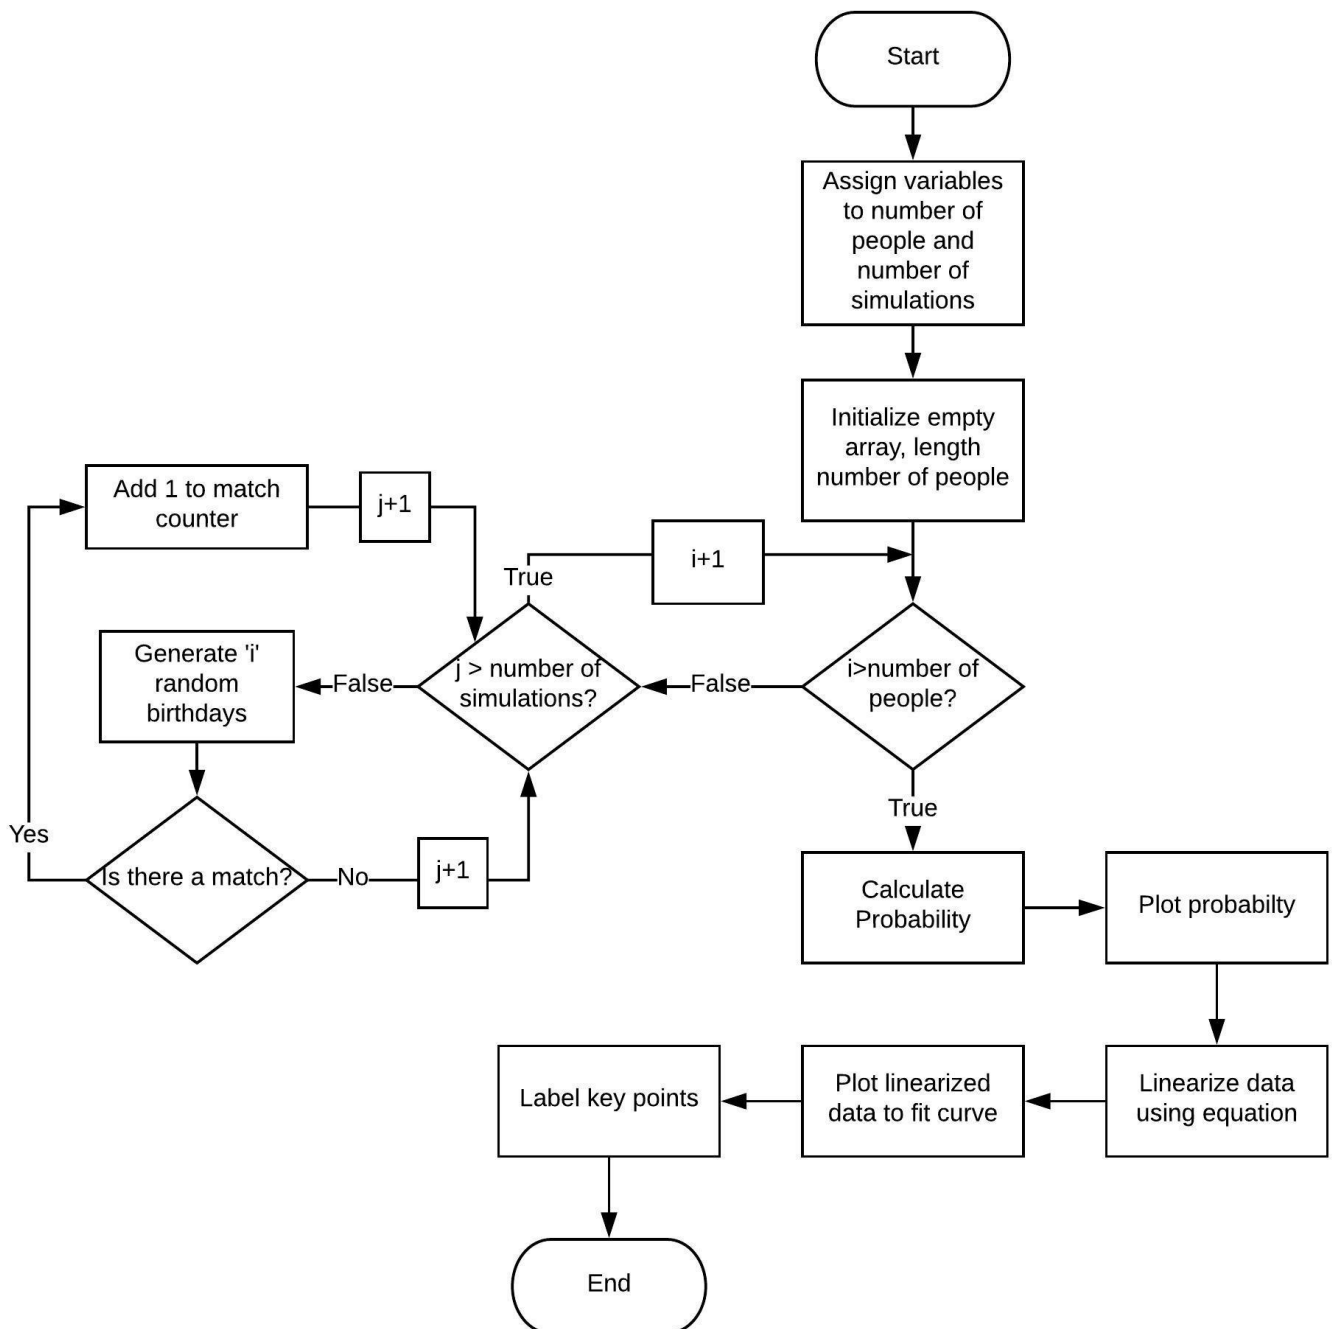 Start
Assign variables
to number of
people and
number of
simulations
Initialize empty
array, length
number of people
Add 1 to match
counter
j+1
i+1
True
Generate 'i'
random
birthdays
False
j > number of
simulations?
False
i>number of
people?
True
Yes
Is there a match?
No
j+1
Calculate
Probability
Plot probabilty
Label key points
Plot linearized
data to fit curve
Linearize data
using equation
End